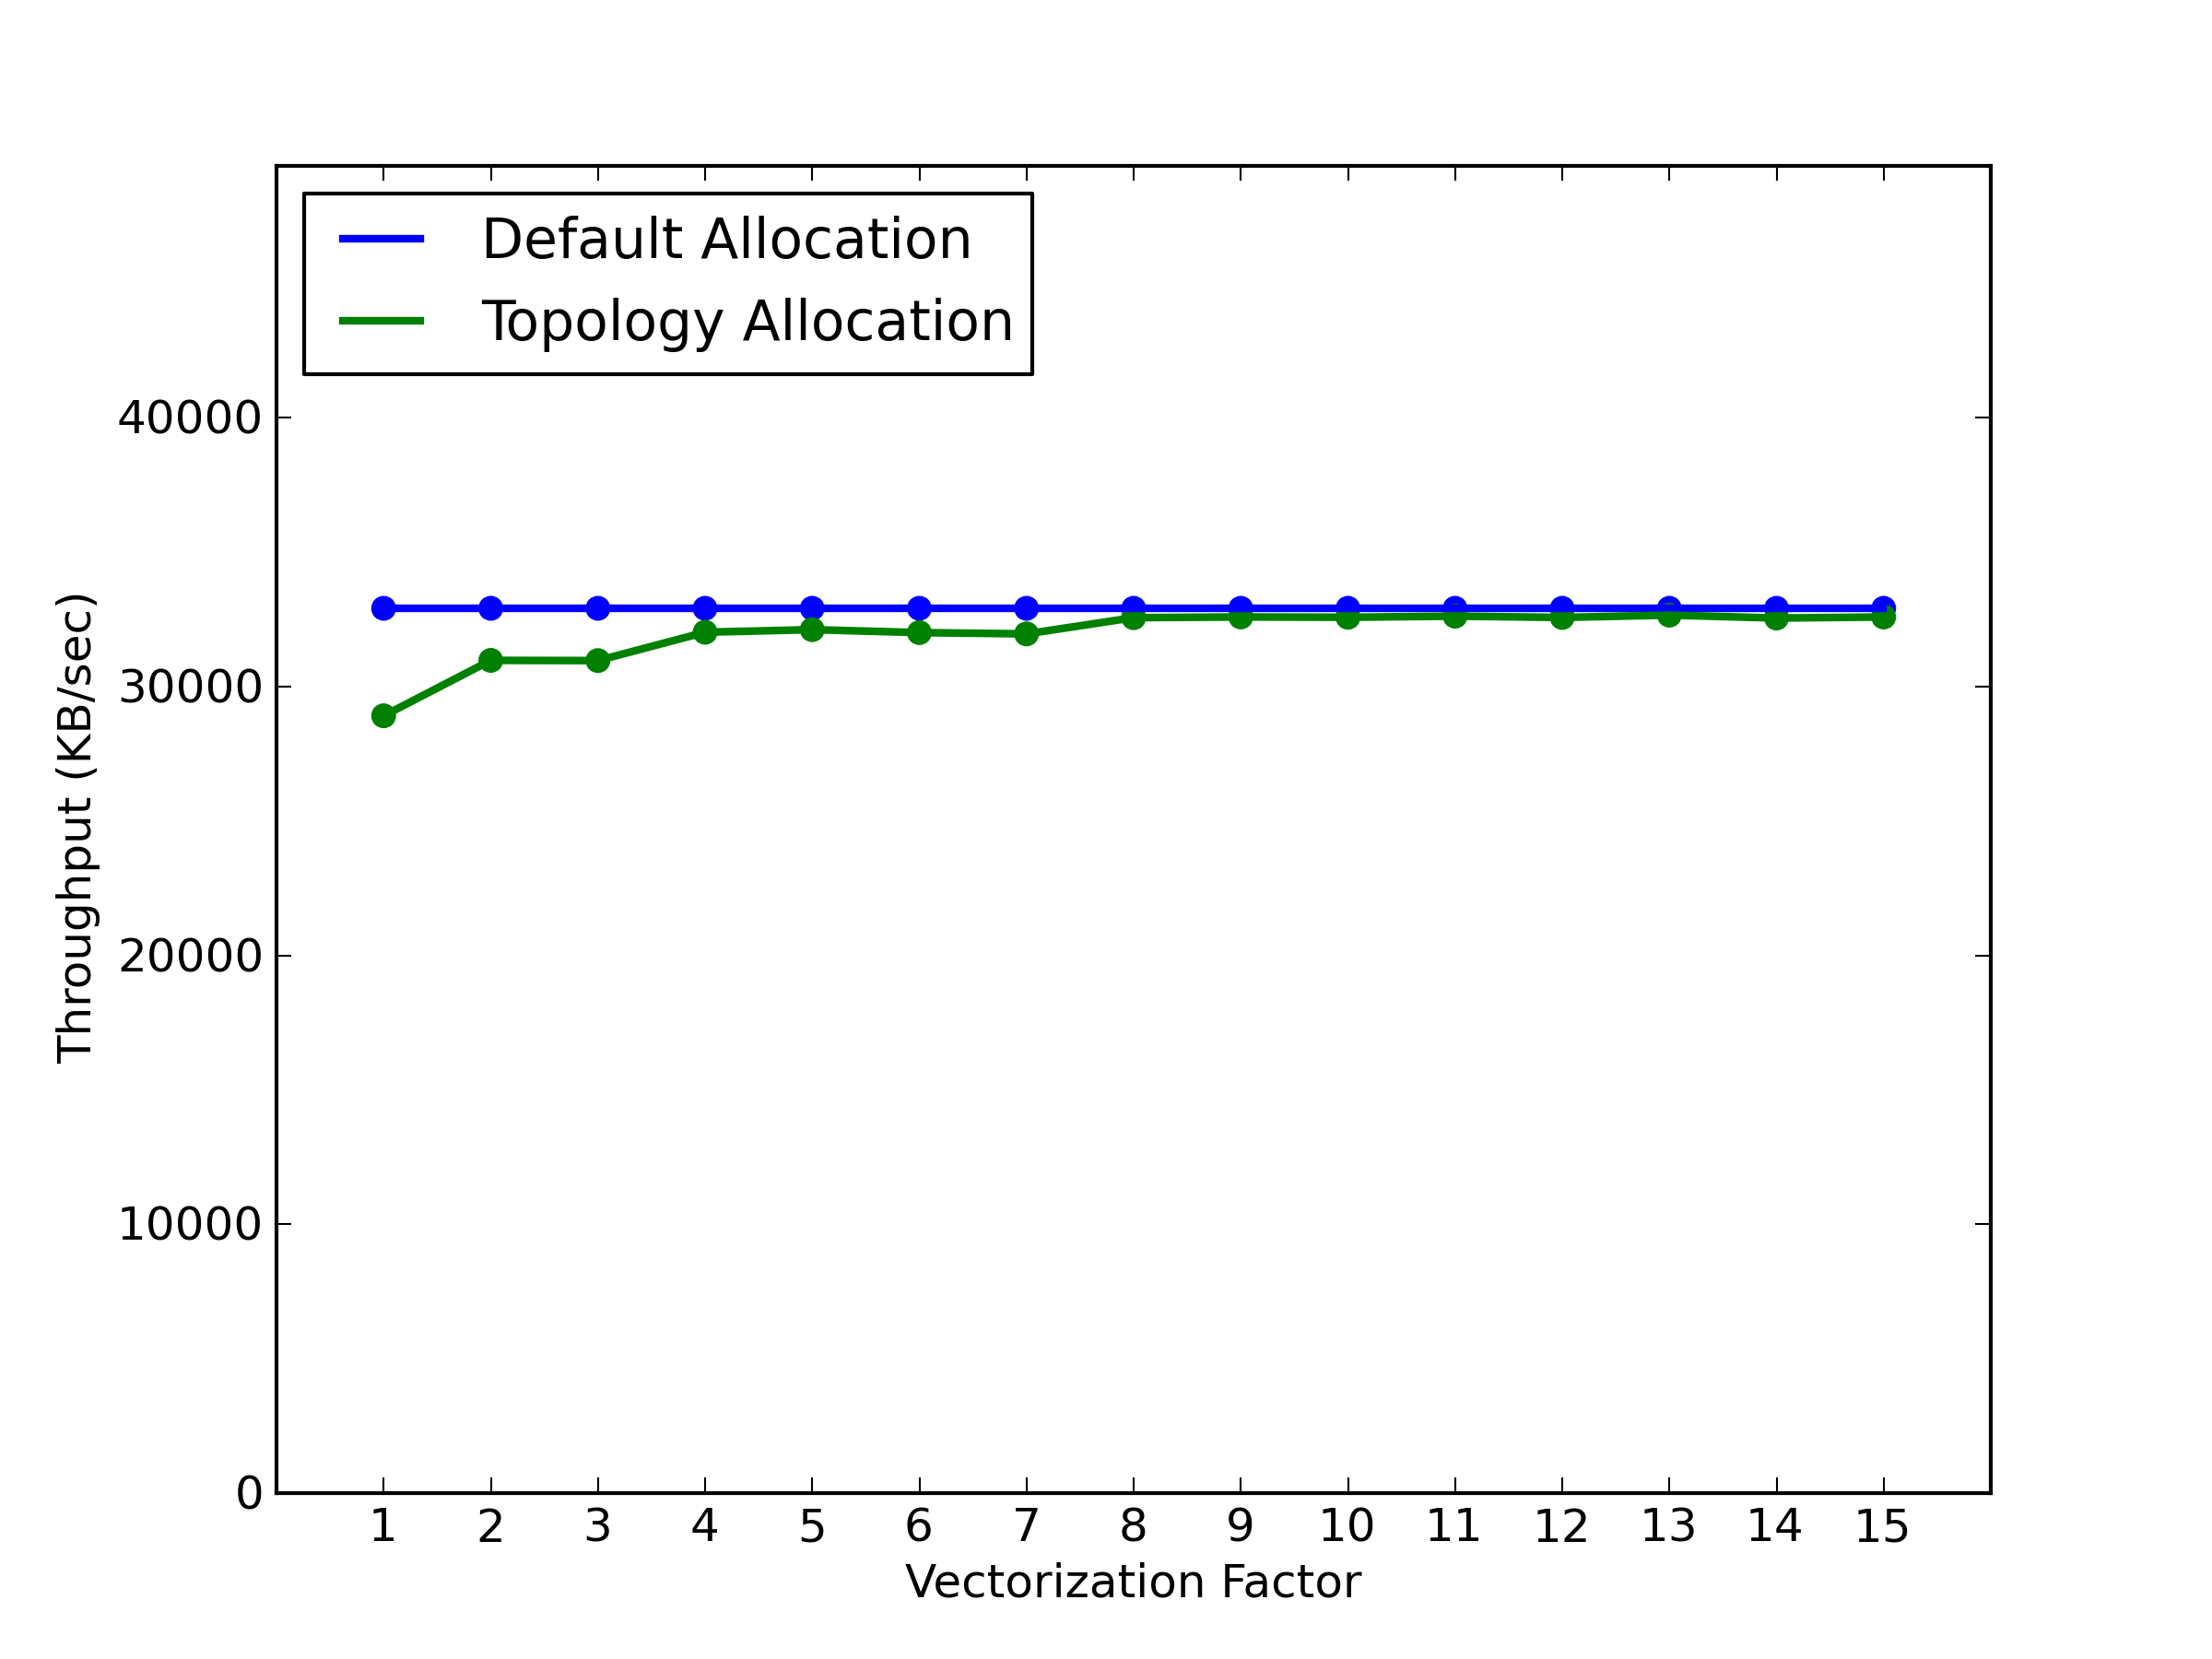 Default Allocation
Topology Allocation
40000
30000
20000
10000
0
Throughput (KB/sec)
1 2 3 4 5 6 7 8 9 10 11 12 13 14 15
Vectorization Factor